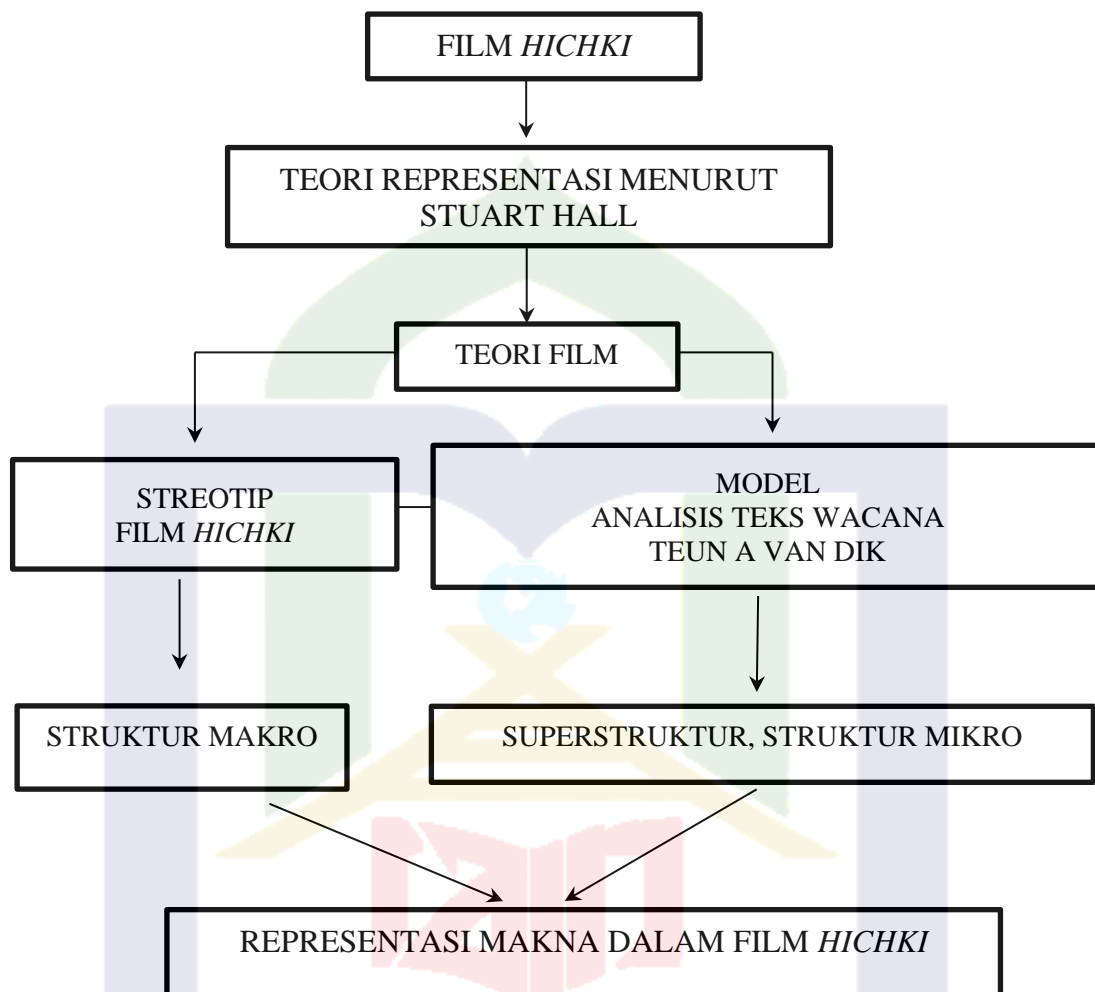 FILM HICHKI
TEORI REPRESENTASI MENURUT
STUART HALL
TEORI FILM
STREOTIP
FILM HICHKI
MODEL
ANALISIS TEKS WACANA
TEUN A VAN DIK
STRUKTUR MAKRO
SUPERSTRUKTUR, STRUKTUR MIKRO
REPRESENTASI MAKNA DALAM FILM HICHKI